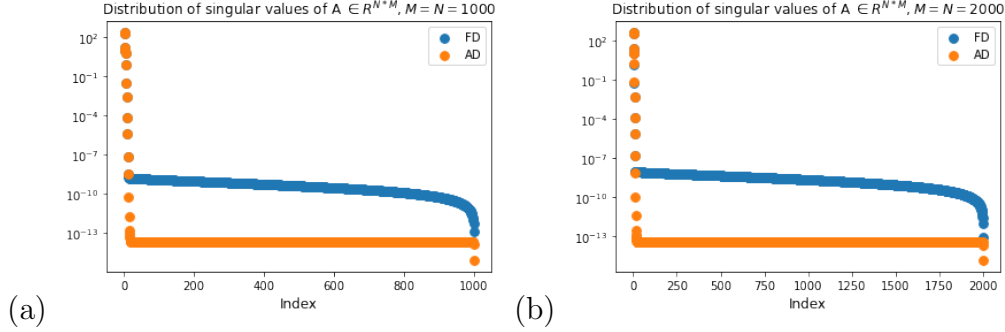 Distribution of singular values of A ∈ R^{N*M}, M = N = 1000
10^2
10^{-1}
10^{-4}
10^{-7}
10^{-10}
10^{-13}
FD
AD
0 200 400 600 800 1000
Index
(a)
Distribution of singular values of A ∈ R^{N*M}, M = N = 2000
10^2
10^{-1}
10^{-4}
10^{-7}
10^{-10}
10^{-13}
FD
AD
0 250 500 750 1000 1250 1500 1750 2000
Index
(b)